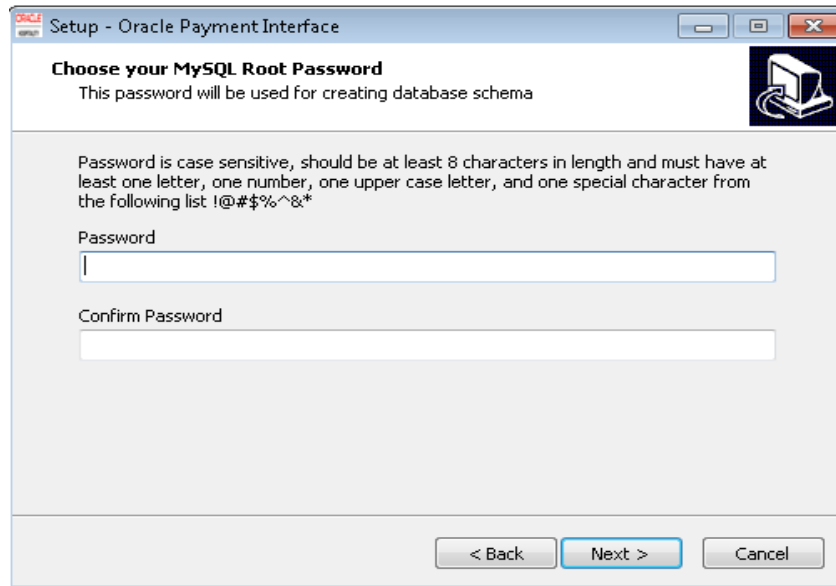 ORACLE
Setup - Oracle Payment Interface
Choose your MySQL Root Password
This password will be used for creating database schema
Password is case sensitive, should be at least 8 characters in length and must have at
least one letter, one number, one upper case letter, and one special character from
the following list !@#$%^&*
Password
Confirm Password
< Back
Next >
Cancel